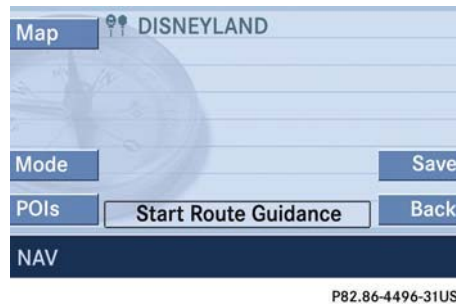 Map
DISNEYLAND
Mode
Save
POIs
Start Route Guidance
Back
NAV
P82.86-4496-31US